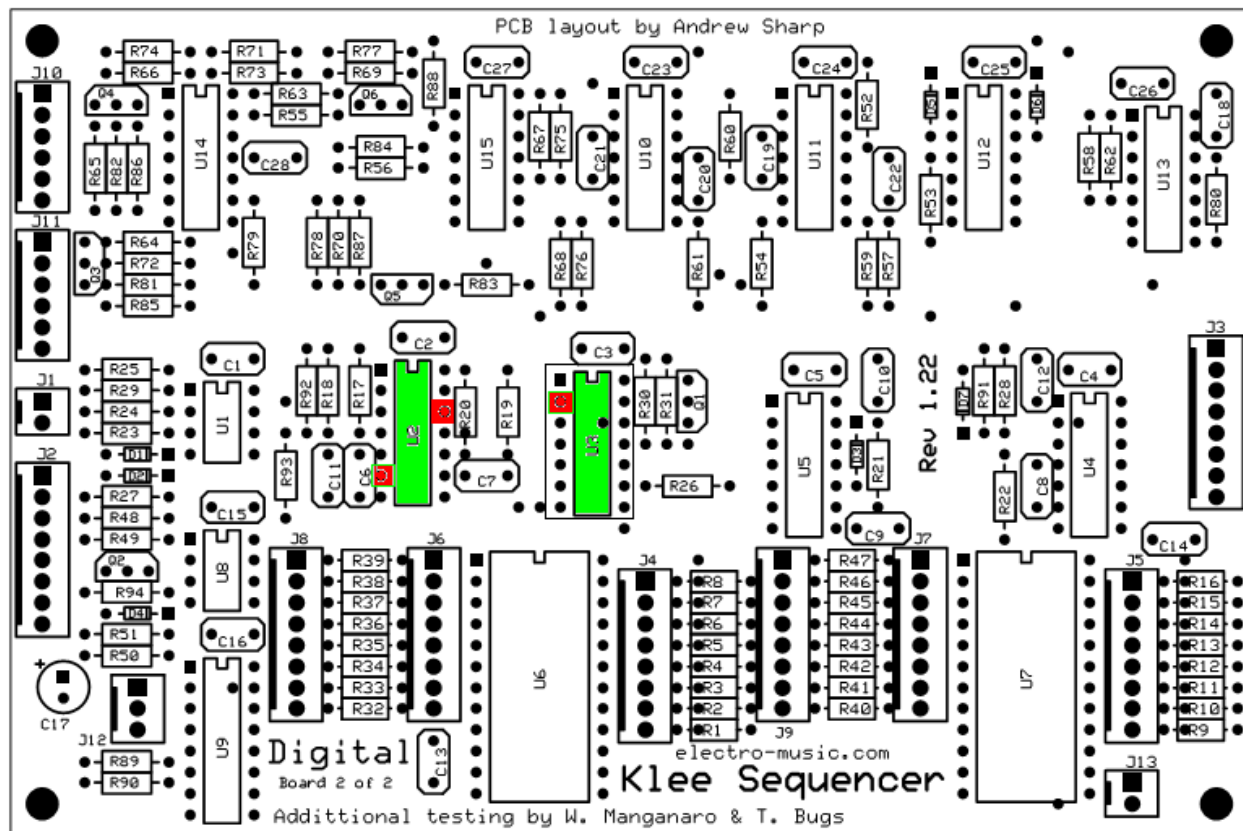 PCB layout by Andrew Sharp
R74 R71 R77 C27 C23 C24 C25
R66 R73 R69 R88 C26
J10 Q4 R63 Q6 R52 D5 D6 C18
R55
R65 R82 R86 U14 C28 R84 U15 R67 R75 C21 U10 R60 C19 U11 U12 R58 R62 U13
R56 C20 C22 R53 R80
J11
R64 R79 R78 R70 R87 R68 R76 R61 R54 R59 R57
Q3 R72
R81 Q5 R83
R85
J3
C1 C2 C3
R25 C5 C10 C12 C4
J1 R29 R92 R18 R17 R20 R19 R30 R31 Q1 D7 R91 R28
R24 U1 U2 U3 U5 U4
R23
J2 D1 R93 C11 C6 C7 D3 R21 Rev 1.22
D2 R26 R22 C8
R27
R48 C15 C9
R49 J8 J6 J7 C14
Q2 U8 R39 J4 R47 J5
R94 R38 R8 R46 R16
D4 R37 R7 R45 R15
R51 C16 R36 R6 R44 R14
R50 R35 R5 R43 R13
+ R34 U6 R4 R42 U7 R12
R33 R3 R41 R11
C17 R32 R2 R40 R10
J12 U9 R1 J9 R9
R89 Digital C13 electro-music.com J13
R90 Board 2 of 2 Klee Sequencer
Addittional testing by W. Manganaro & T. Bugs